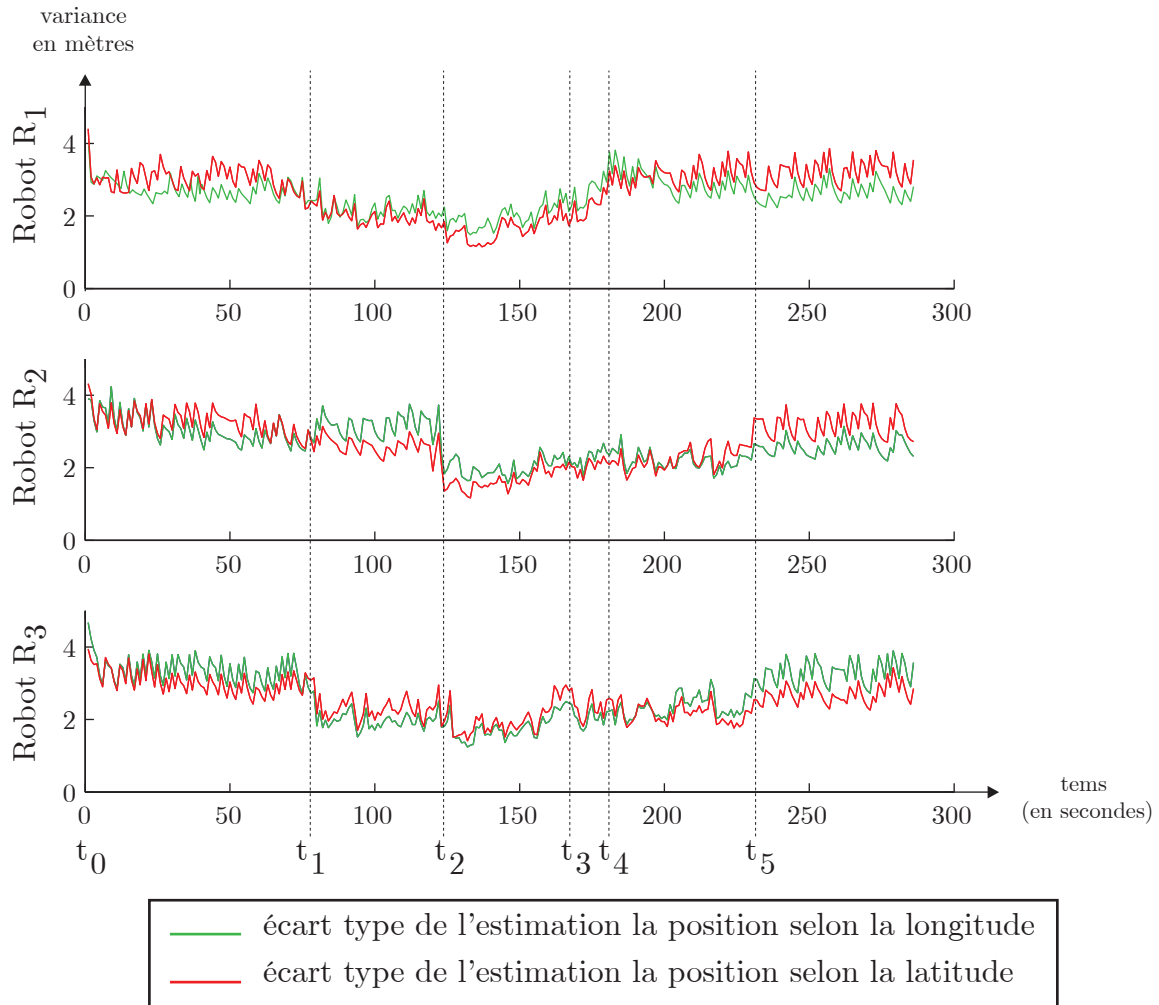 variance
en mètres
Robot R1
4
2
0
0 50 100 150 200 250 300
Robot R2
4
2
0
0 50 100 150 200 250 300
Robot R3
4
2
0
0 50 100 150 200 250 300
tems
(en secondes)
t0 t1 t2 t3 t4 t5
écart type de l'estimation la position selon la longitude
écart type de l'estimation la position selon la latitude